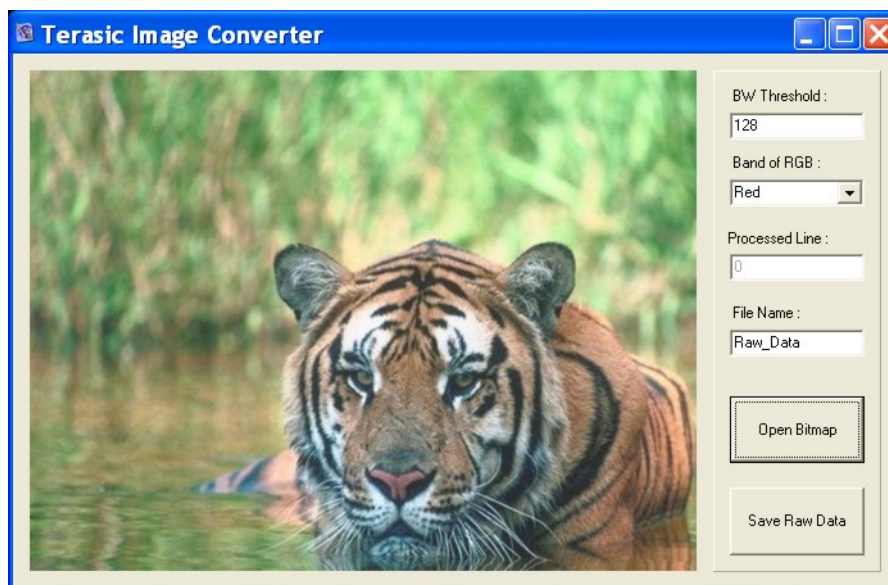 Terasic Image Converter
BW Threshold :
128
Band of RGB :
Red
Processed Line :
0
File Name :
Raw_Data
Open Bitmap
Save Raw Data